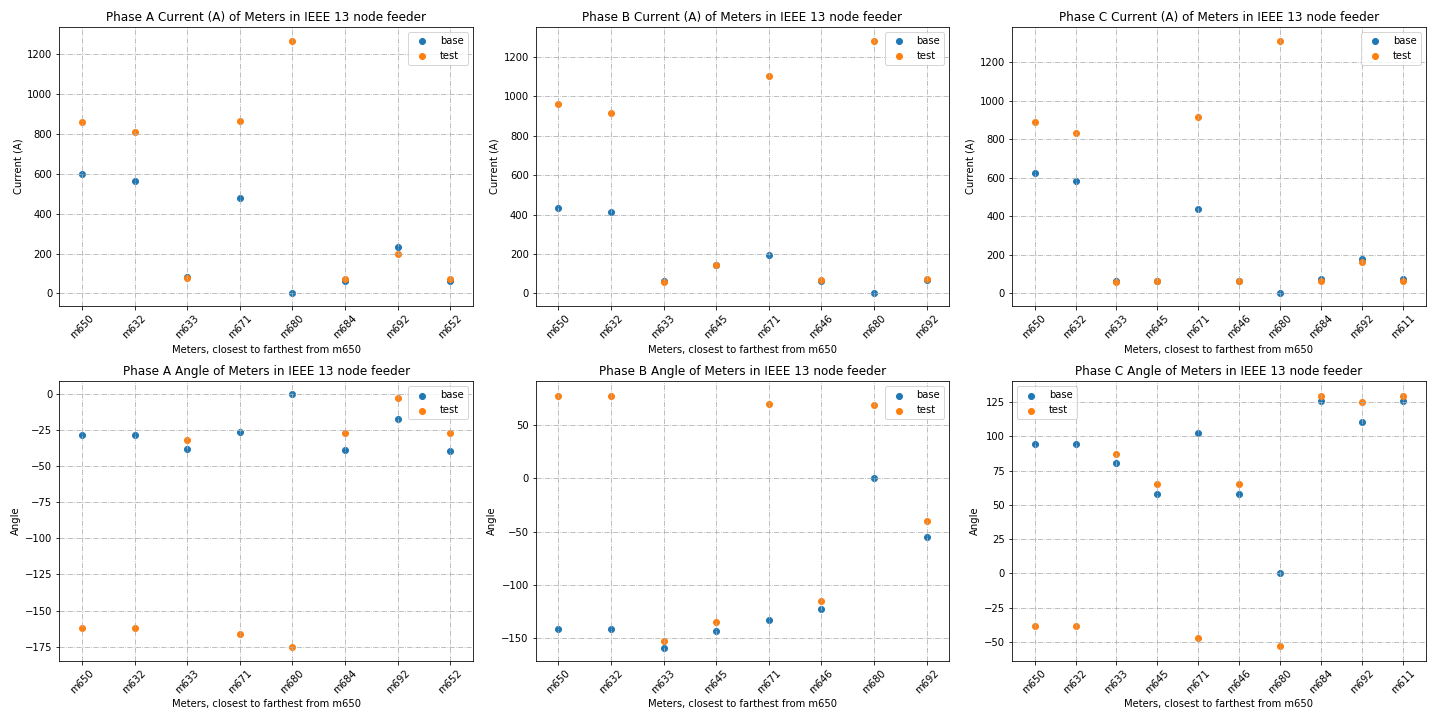 Phase A Current (A) of Meters in IEEE 13 node feeder
Current (A)
1200
1000
800
600
400
200
0
base
test
m650
m632
m633
m671
m680
m684
m692
m652
Meters, closest to farthest from m650
Phase B Current (A) of Meters in IEEE 13 node feeder
Current (A)
1200
1000
800
600
400
200
0
base
test
m650
m632
m633
m645
m671
m646
m680
m692
Meters, closest to farthest from m650
Phase C Current (A) of Meters in IEEE 13 node feeder
Current (A)
1200
1000
800
600
400
200
0
base
test
m650
m632
m633
m645
m671
m646
m680
m684
m692
m611
Meters, closest to farthest from m650
Phase A Angle of Meters in IEEE 13 node feeder
Angle
0
−25
−50
−75
−100
−125
−150
−175
base
test
m650
m632
m633
m671
m680
m684
m692
m652
Meters, closest to farthest from m650
Phase B Angle of Meters in IEEE 13 node feeder
Angle
50
0
−50
−100
−150
base
test
m650
m632
m633
m645
m671
m646
m680
m692
Meters, closest to farthest from m650
Phase C Angle of Meters in IEEE 13 node feeder
Angle
125
100
75
50
25
0
−25
−50
base
test
m650
m632
m633
m645
m671
m646
m680
m684
m692
m611
Meters, closest to farthest from m650